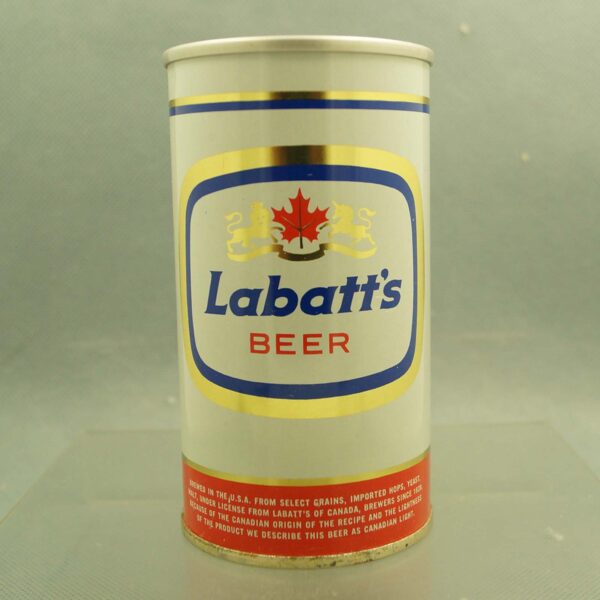 Labatt's
BEER
BREWED IN THE U.S.A. FROM SELECT GRAINS, IMPORTED HOPS, YEAST,
MALT, UNDER LICENSE FROM LABATT'S OF CANADA, BREWERS SINCE 1828.
BECAUSE OF THE CANADIAN ORIGIN OF THE RECIPE AND THE LIGHTNESS
OF THE PRODUCT WE DESCRIBE THIS BEER AS CANADIAN LIGHT.